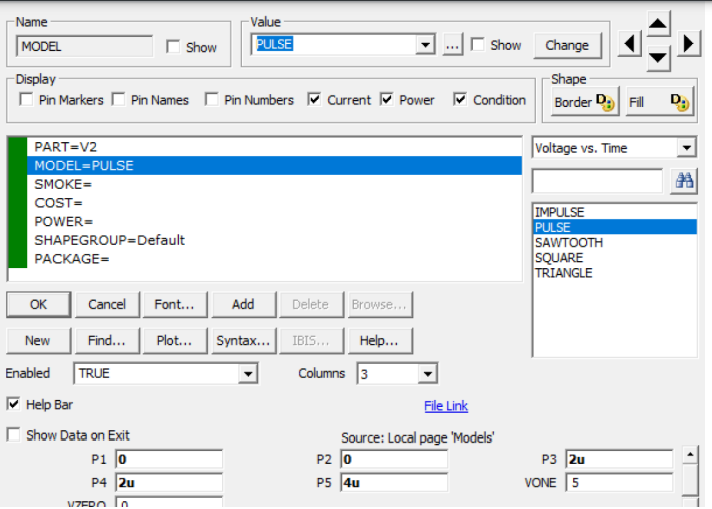 Name
MODEL
Show
Value
PULSE
...
Show
Change
Display
Pin Markers
Pin Names
Pin Numbers
Current
Power
Condition
Shape
Border
Fill
PART=V2
MODEL=PULSE
SMOKE=
COST=
POWER=
SHAPEGROUP=Default
PACKAGE=
Voltage vs. Time
IMPULSE
PULSE
SAWTOOTH
SQUARE
TRIANGLE
OK
Cancel
Font...
Add
Delete
Browse...
New
Find...
Plot...
Syntax...
IBIS...
Help...
Enabled
TRUE
Columns
3
Help Bar
File Link
Show Data on Exit
Source: Local page 'Models'
P1 0
P2 0
P3 2u
P4 2u
P5 4u
VONE 5
VZERO 0